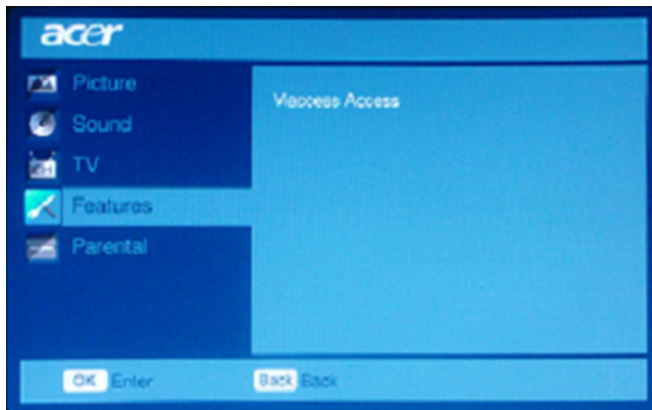 acer
Picture
Viaccess Access
Sound
TV
Features
Parental
OK Enter
Back Back